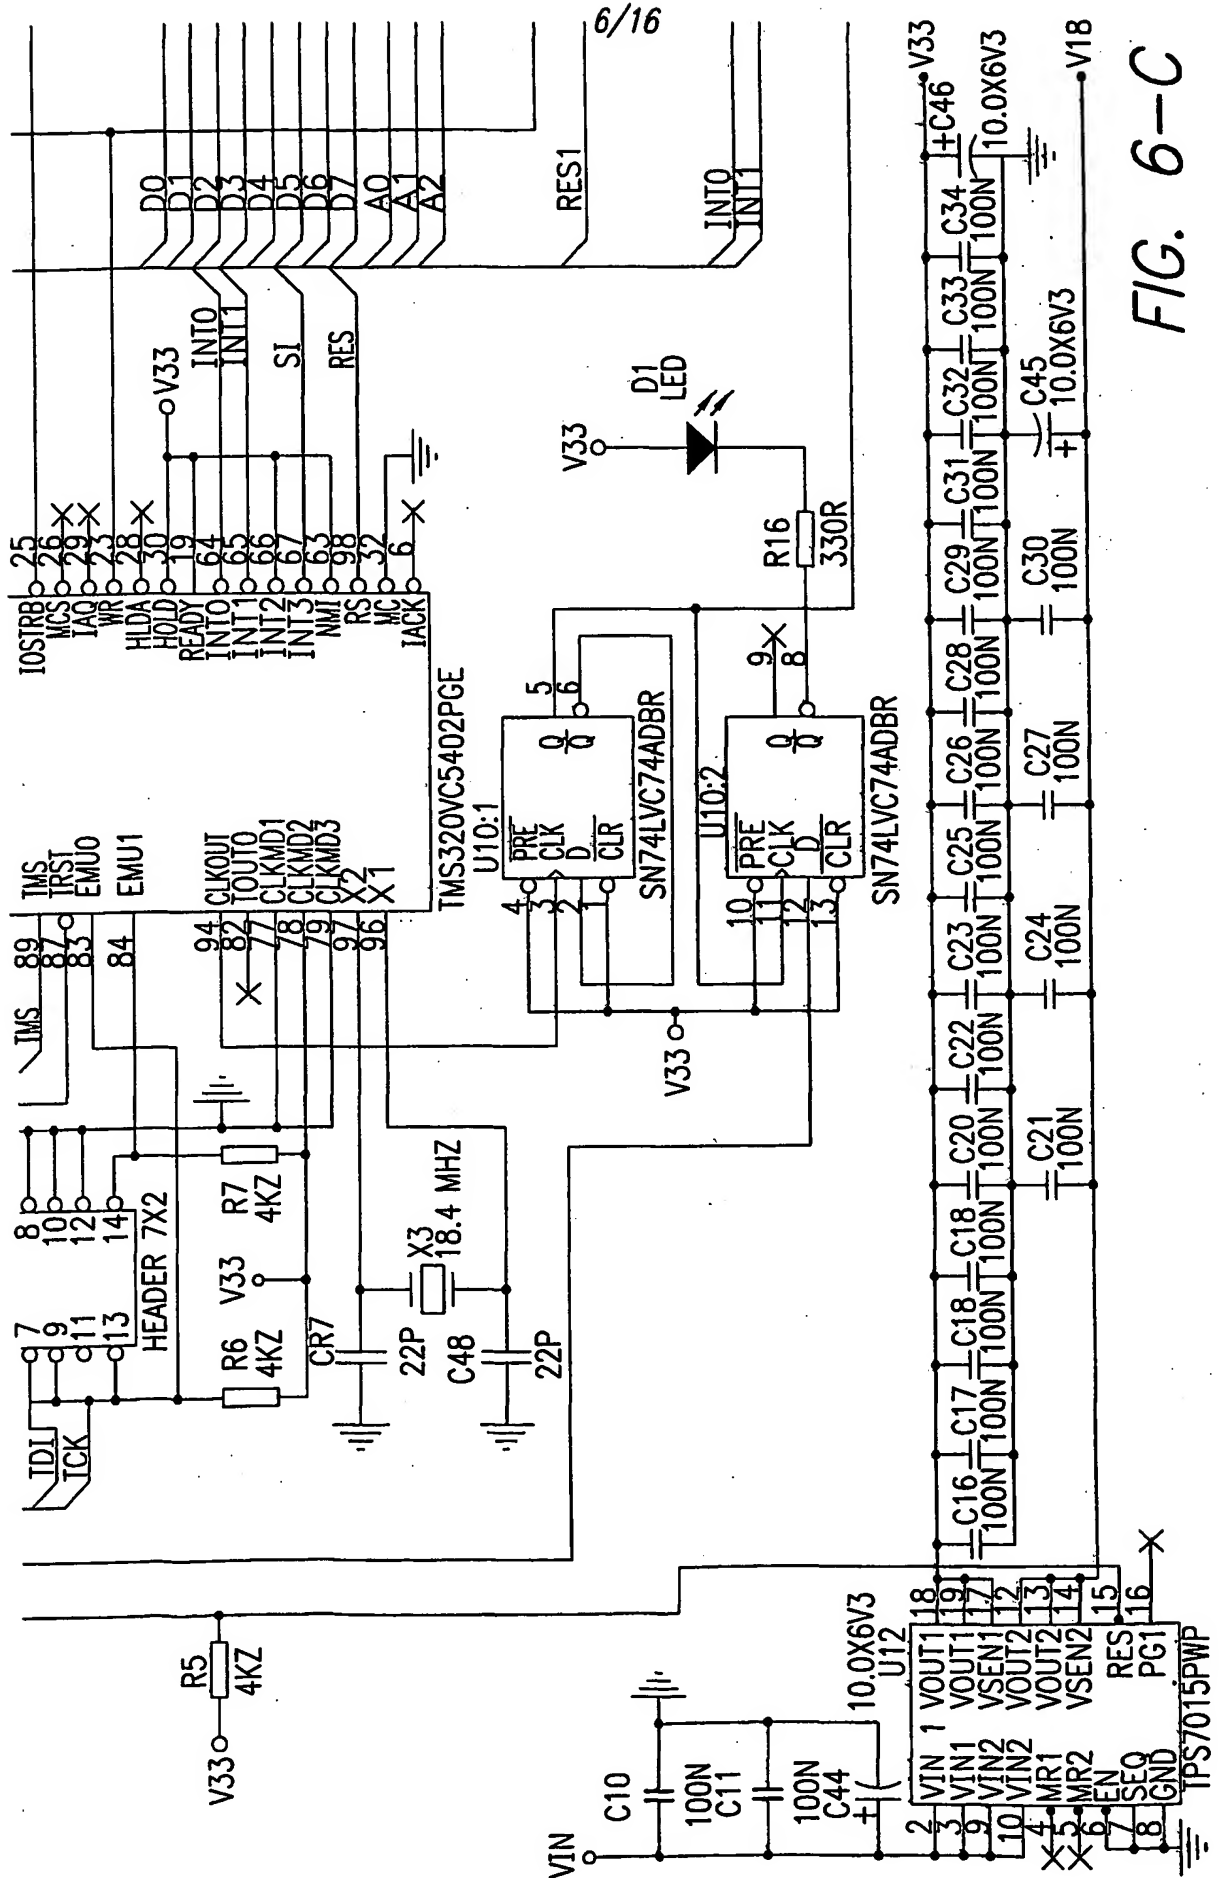 6/16
IOSTRB 25
MCS 26
IAQ 29
WR 23
HLDA 28
HOLD 30
READY 19
INT0 64
INT1 65
INT2 66
INT3 67
NMI 63
RS 98
MC 32
IACK 6
V33
INT0
INT1
SI
RES
D0
D1
D2
D3
D4
D5
D6
D7
A0
A1
A2
RES1
INT0
INT1
TMS
89 TMS
87 TRST
83 EMU0
84 EMU1
94 CLKOUT
82 TOUT0
77 CLKMD1
78 CLKMD2
79 CLKMD3
97 X2
96 X1
TMS320VC5402PGE
TDI
TCK
7
9
11
13
8
10
12
14
HEADER 7X2
R6
4KZ
V33
R7
4KZ
CR7
22P
X3
18.4 MHZ
C48
22P
U10:1
4 PRE
3 CLK
2 D
1 CLR
Q 5
Q 6
SN74LVC74ADBR
V33
U10:2
10 PRE
11 CLK
12 D
13 CLR
Q 9
Q 8
SN74LVC74ADBR
R16
330R
V33
D1
LED
V33
R5
4KZ
VIN
C10
100N
C11
100N
C44
+
10.0X6V3
U12
2 VIN 1
3 VIN1
9 VIN2
10 VIN2
4 MR1
5 MR2
6 EN
7 SEQ
8 GND
VOUT1 18
VOUT1 19
VSEN1 17
VOUT2 12
VOUT2 13
VSEN2 14
RES 15
PG1 16
TPS7015PWP
C16
100N
C17
100N
C18
100N
C18
100N
C20
100N
C22
100N
C23
100N
C25
100N
C26
100N
C28
100N
C29
100N
C31
100N
C32
100N
C33
100N
C34
100N
+C46
10.0X6V3
V33
C21
100N
C24
100N
C27
100N
C30
100N
C45
+
10.0X6V3
V18
FIG. 6-C